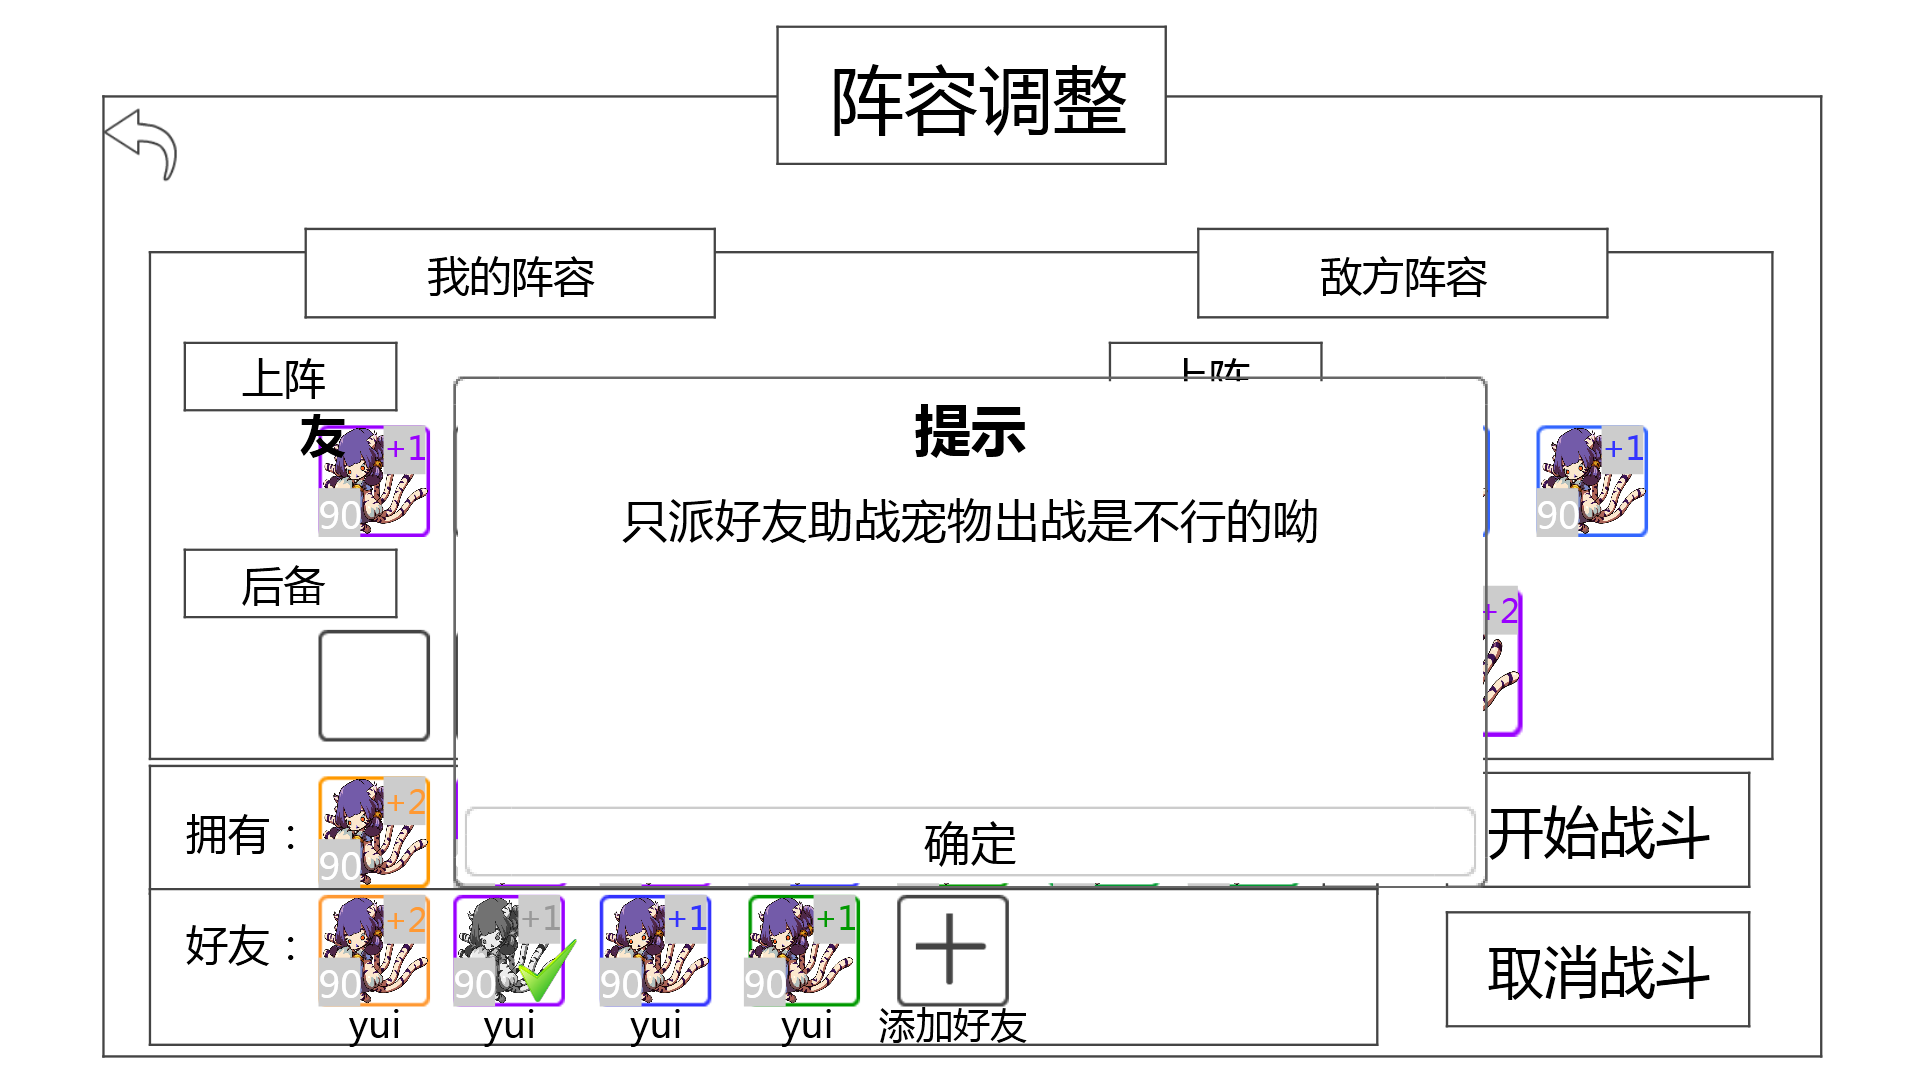 阵容调整
我的阵容
敌方阵容
上阵
上阵
提示
友
+1
90
+1
90
只派好友助战宠物出战是不行的呦
后备
+2
拥有：
+2
90
确定
开始战斗
好友：
+2
90
+1
90
+1
90
+1
90
取消战斗
yui
yui
yui
yui
添加好友